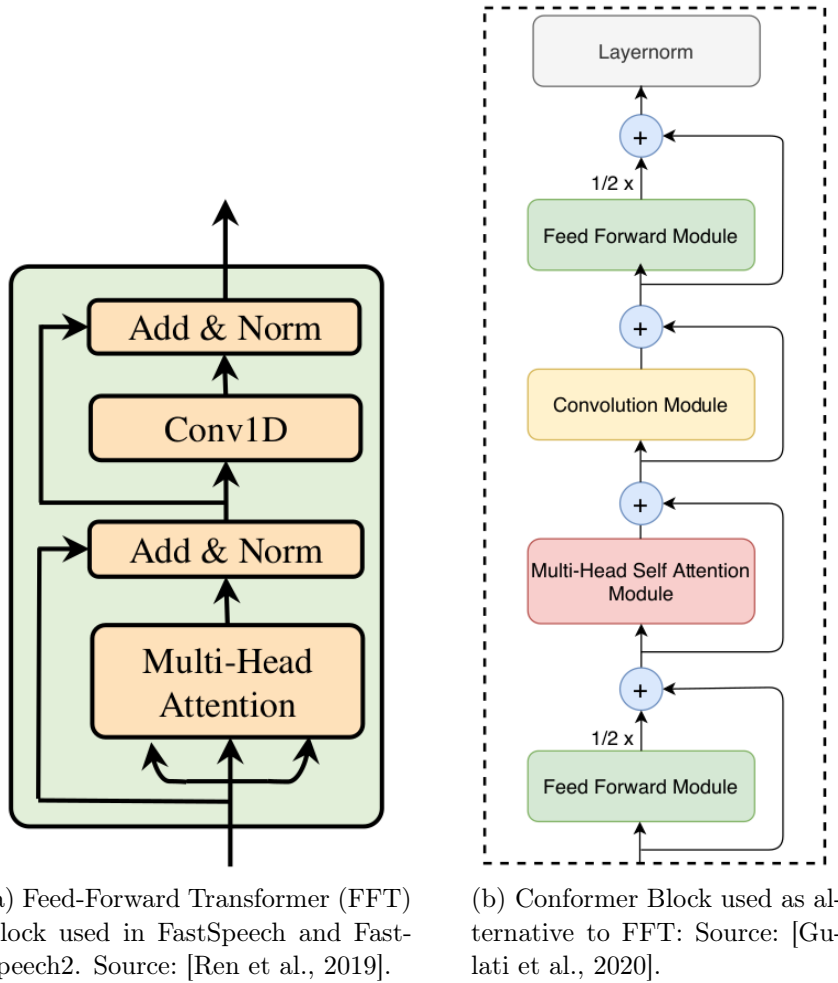 Add & Norm
Conv1D
Add & Norm
Multi-Head
Attention
a) Feed-Forward Transformer (FFT)
lock used in FastSpeech and Fast-
peech2. Source: [Ren et al., 2019].
Layernorm
+
1/2 x
Feed Forward Module
+
Convolution Module
+
Multi-Head Self Attention
Module
+
1/2 x
Feed Forward Module
(b) Conformer Block used as al-
ternative to FFT: Source: [Gu-
lati et al., 2020].